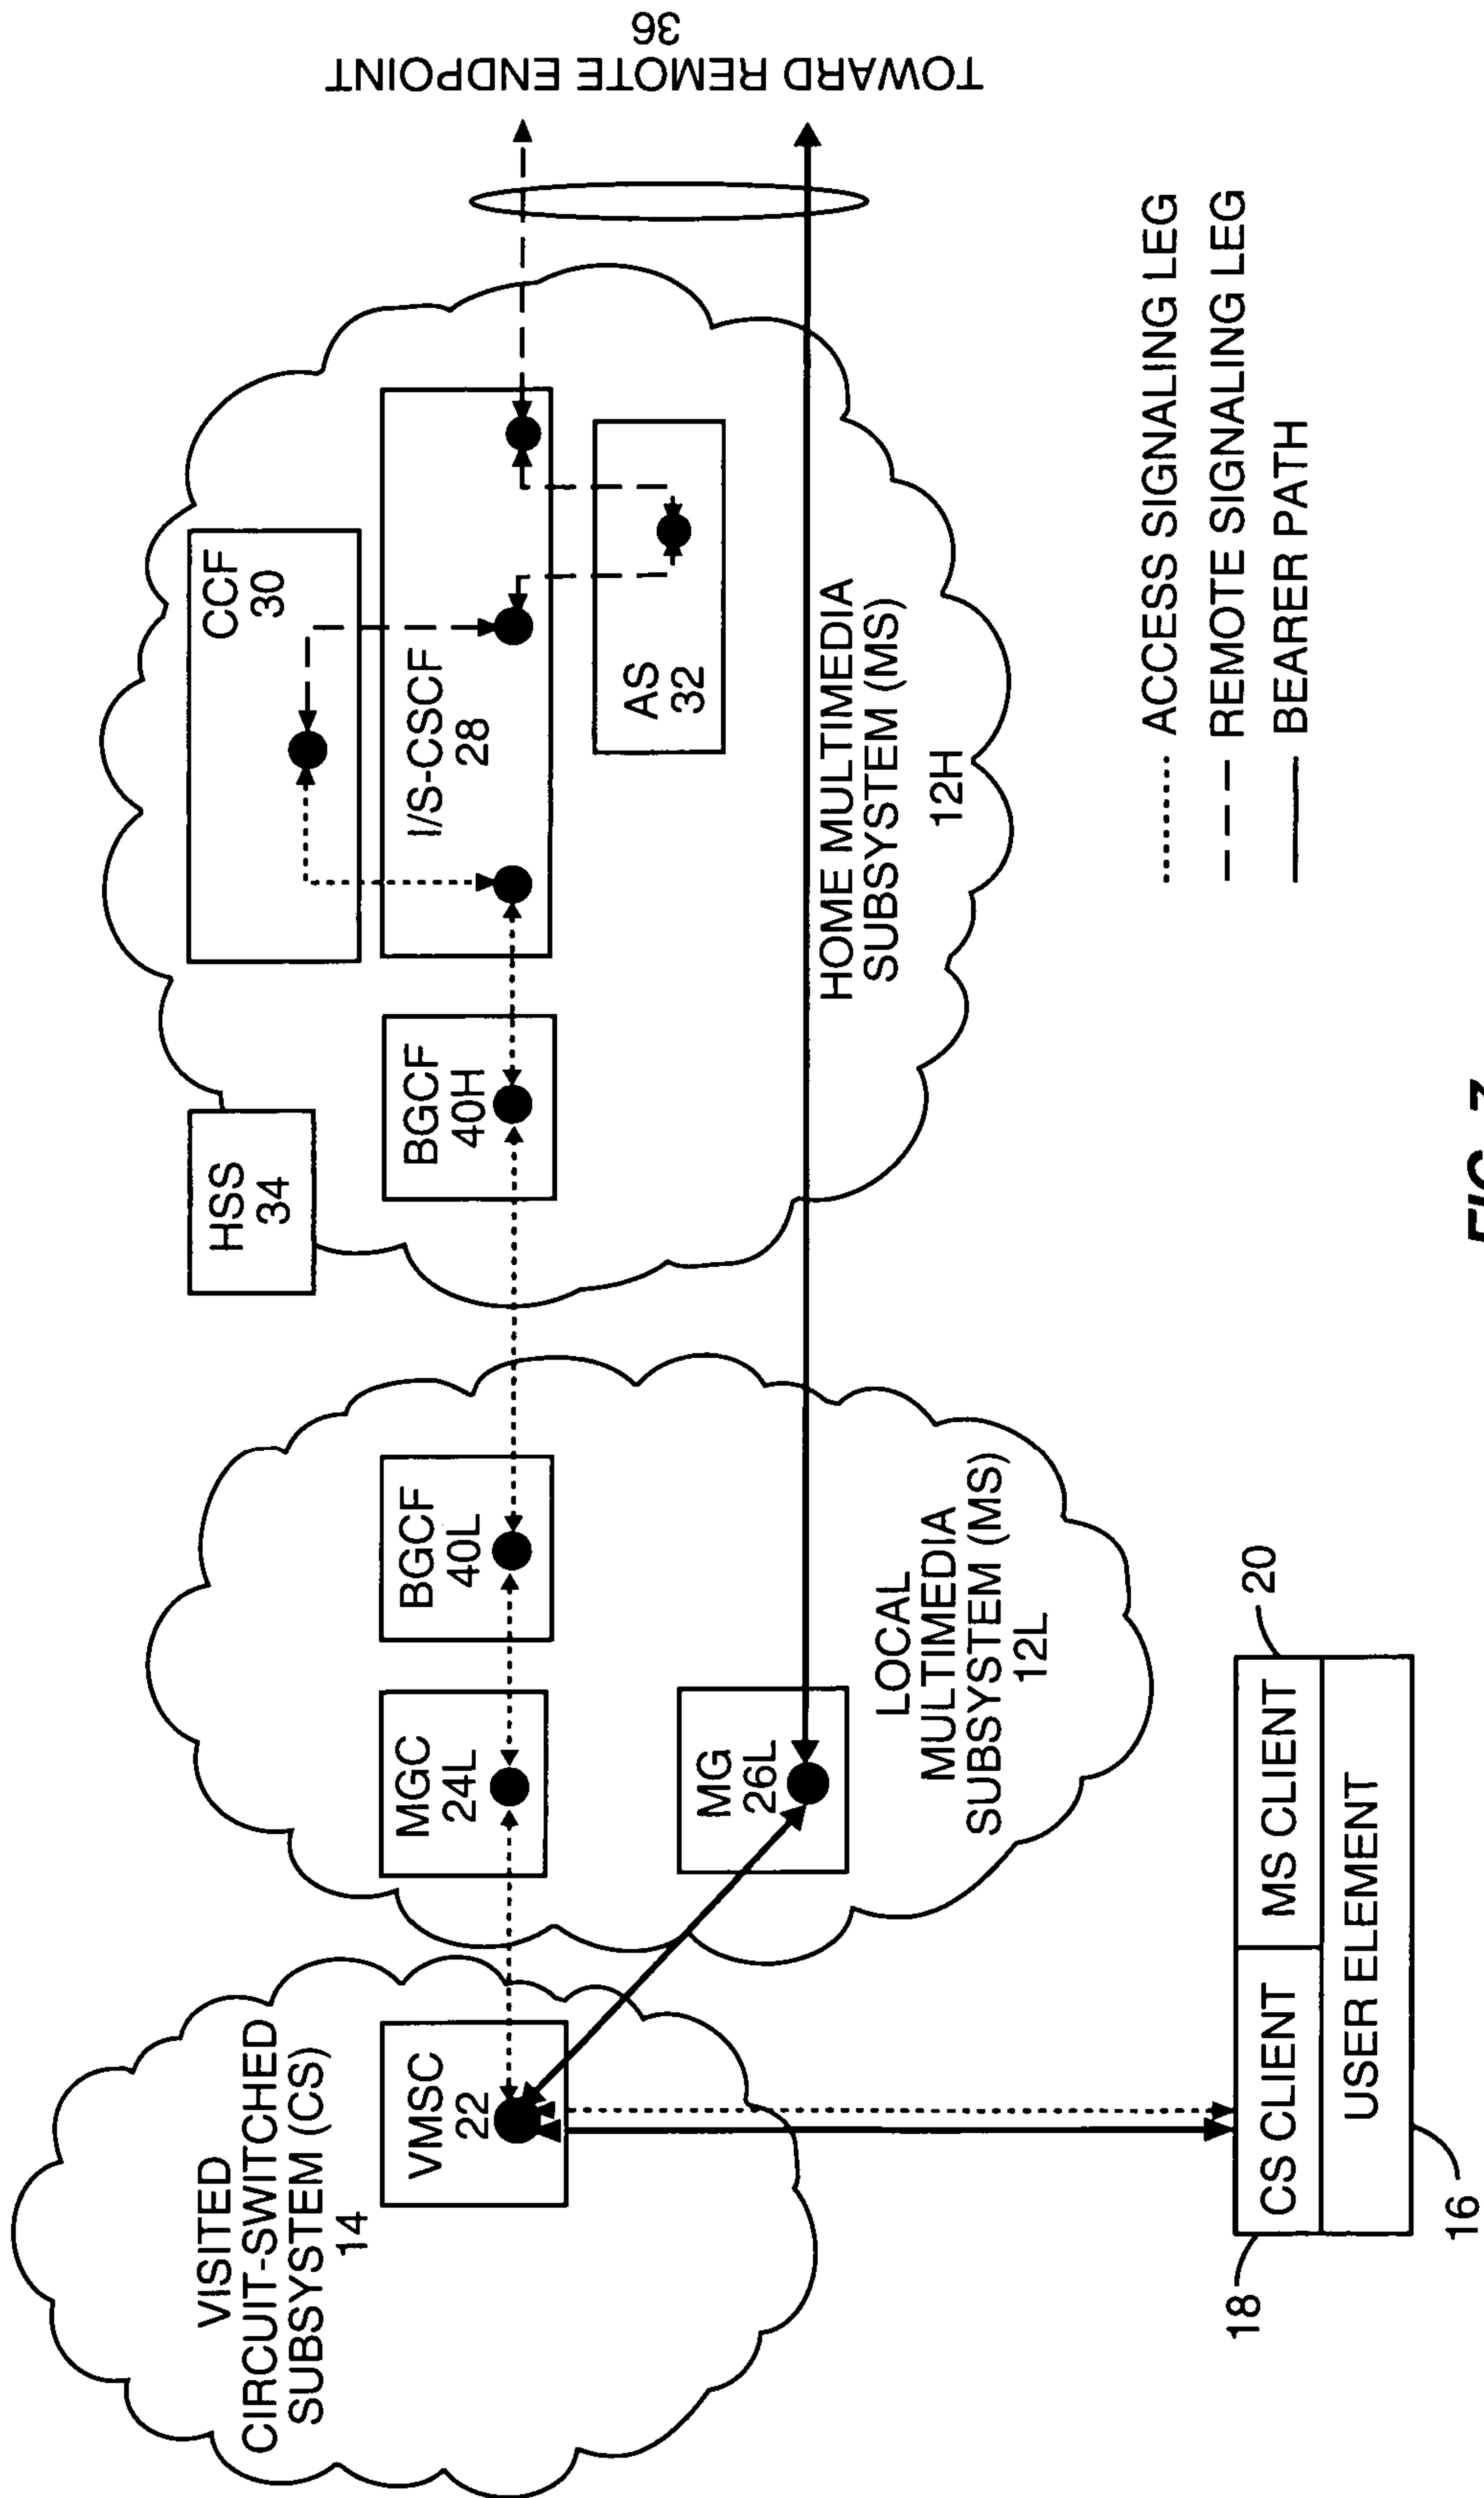 VISITED
CIRCUIT-SWITCHED
SUBSYSTEM (CS)
14
VMSC
22
MGC
24L
BGCF
40L
MG
26L
LOCAL
MULTIMEDIA
SUBSYSTEM (MS)
12L
HSS
34
BGCF
40H
CCF
30
I/S-CSCF
28
AS
32
HOME MULTIMEDIA
SUBSYSTEM (MS)
12H
TOWARD REMOTE ENDPOINT
36
18
CS CLIENT
MS CLIENT
20
USER ELEMENT
16
ACCESS SIGNALING LEG
REMOTE SIGNALING LEG
BEARER PATH
FIG.